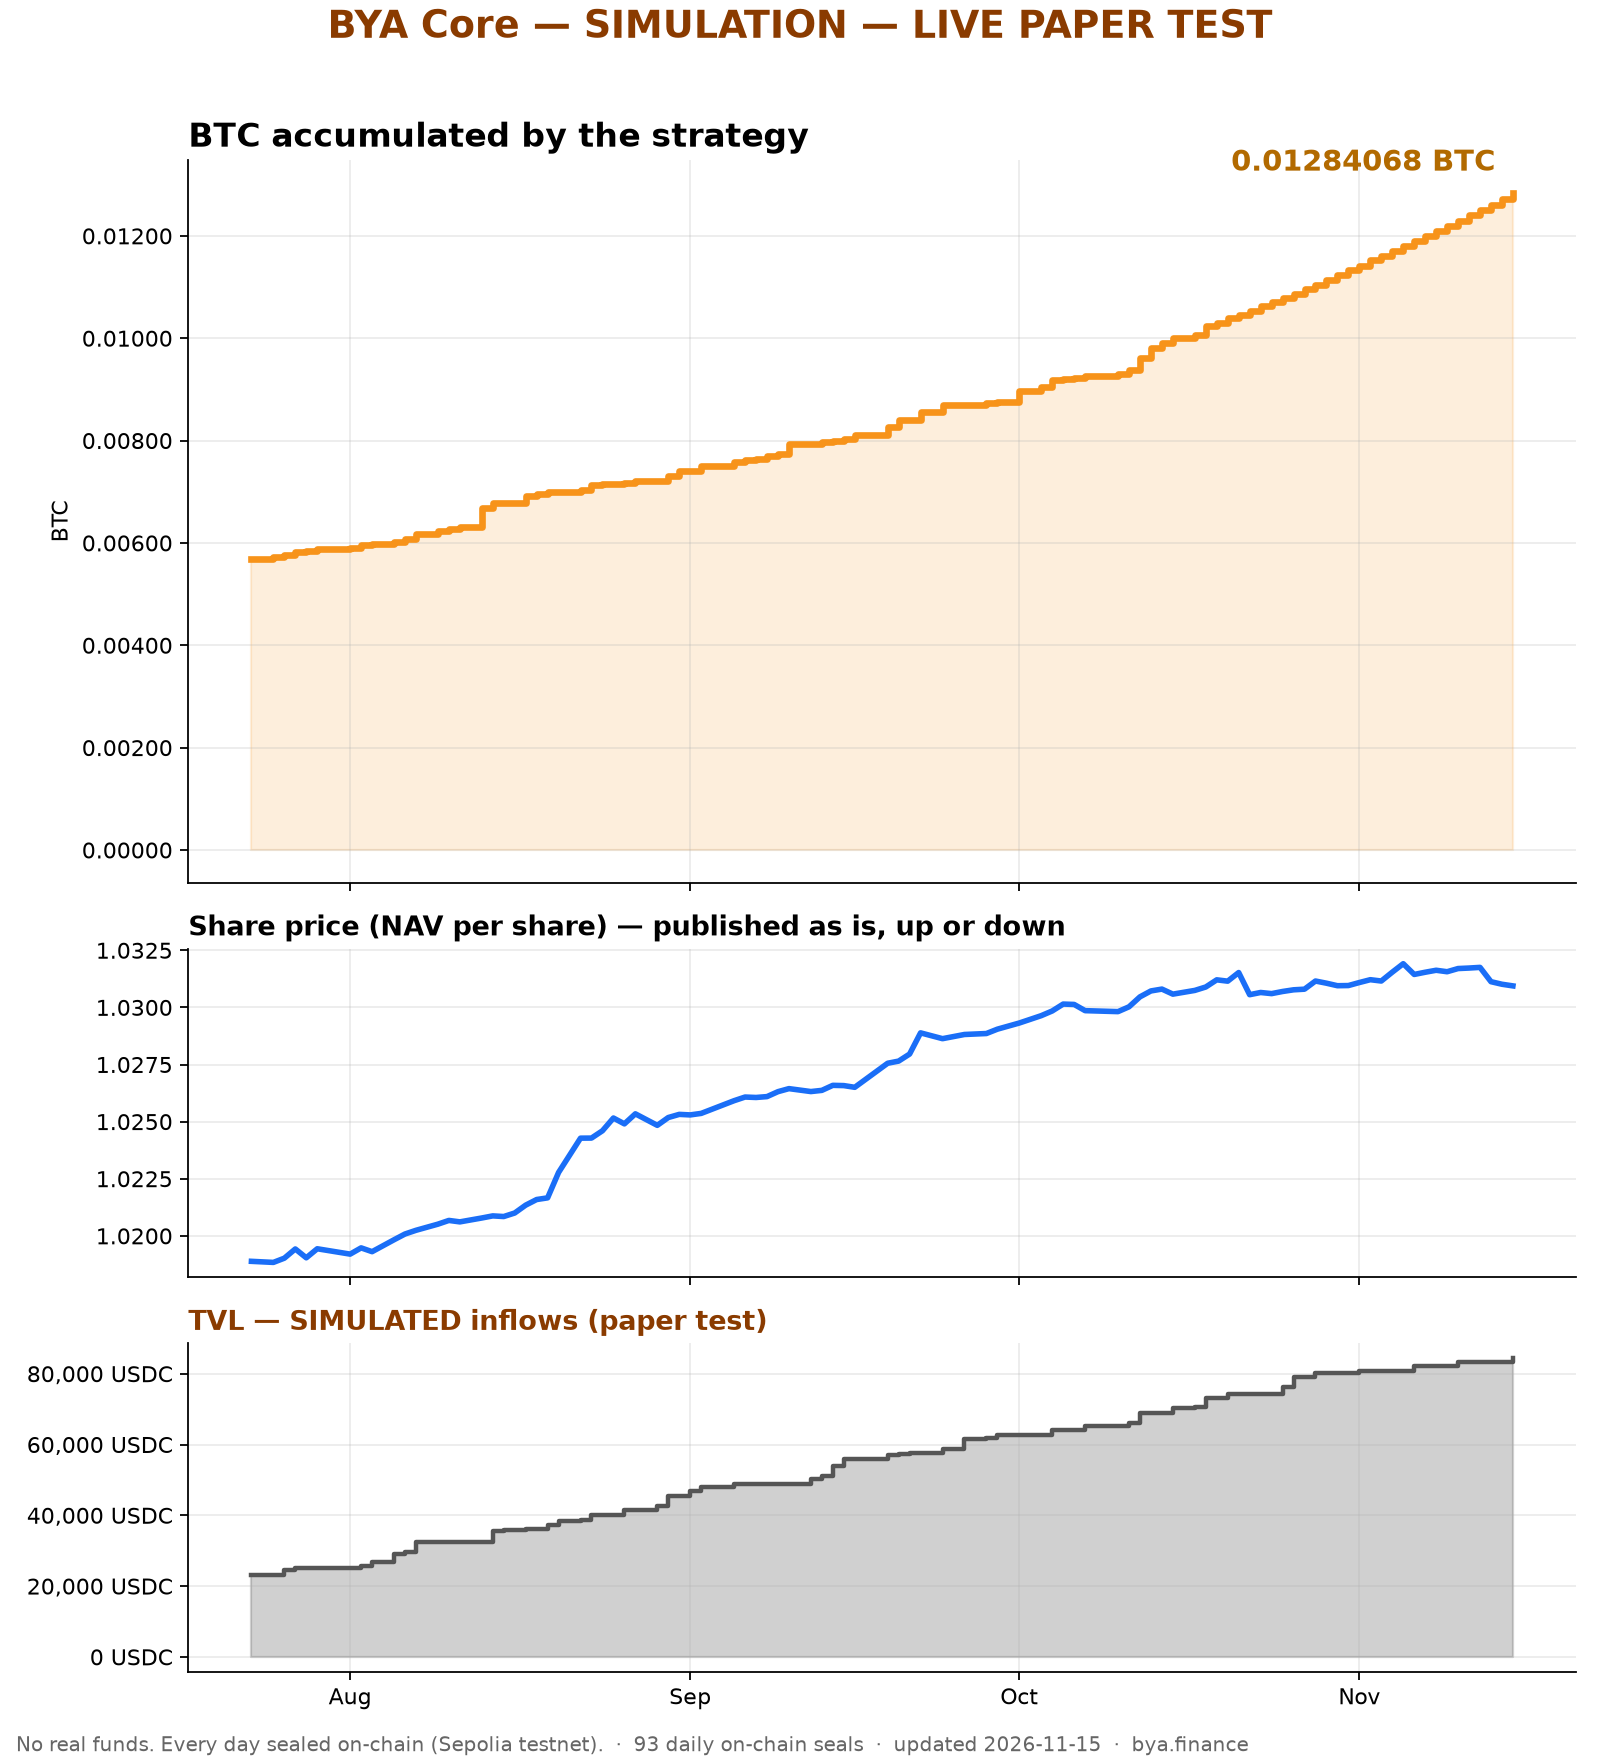 BYA Core — SIMULATION — LIVE PAPER TEST
BTC accumulated by the strategy
0.01284068 BTC
0.01200
0.01000
0.00800
BTC
0.00600
0.00400
0.00200
0.00000
Share price (NAV per share) — published as is, up or down
1.0325
1.0300
1.0275
1.0250
1.0225
1.0200
TVL — SIMULATED inflows (paper test)
80,000 USDC
60,000 USDC
40,000 USDC
20,000 USDC
0 USDC
Aug Sep Oct Nov
No real funds. Every day sealed on-chain (Sepolia testnet). · 93 daily on-chain seals · updated 2026-11-15 · bya.finance